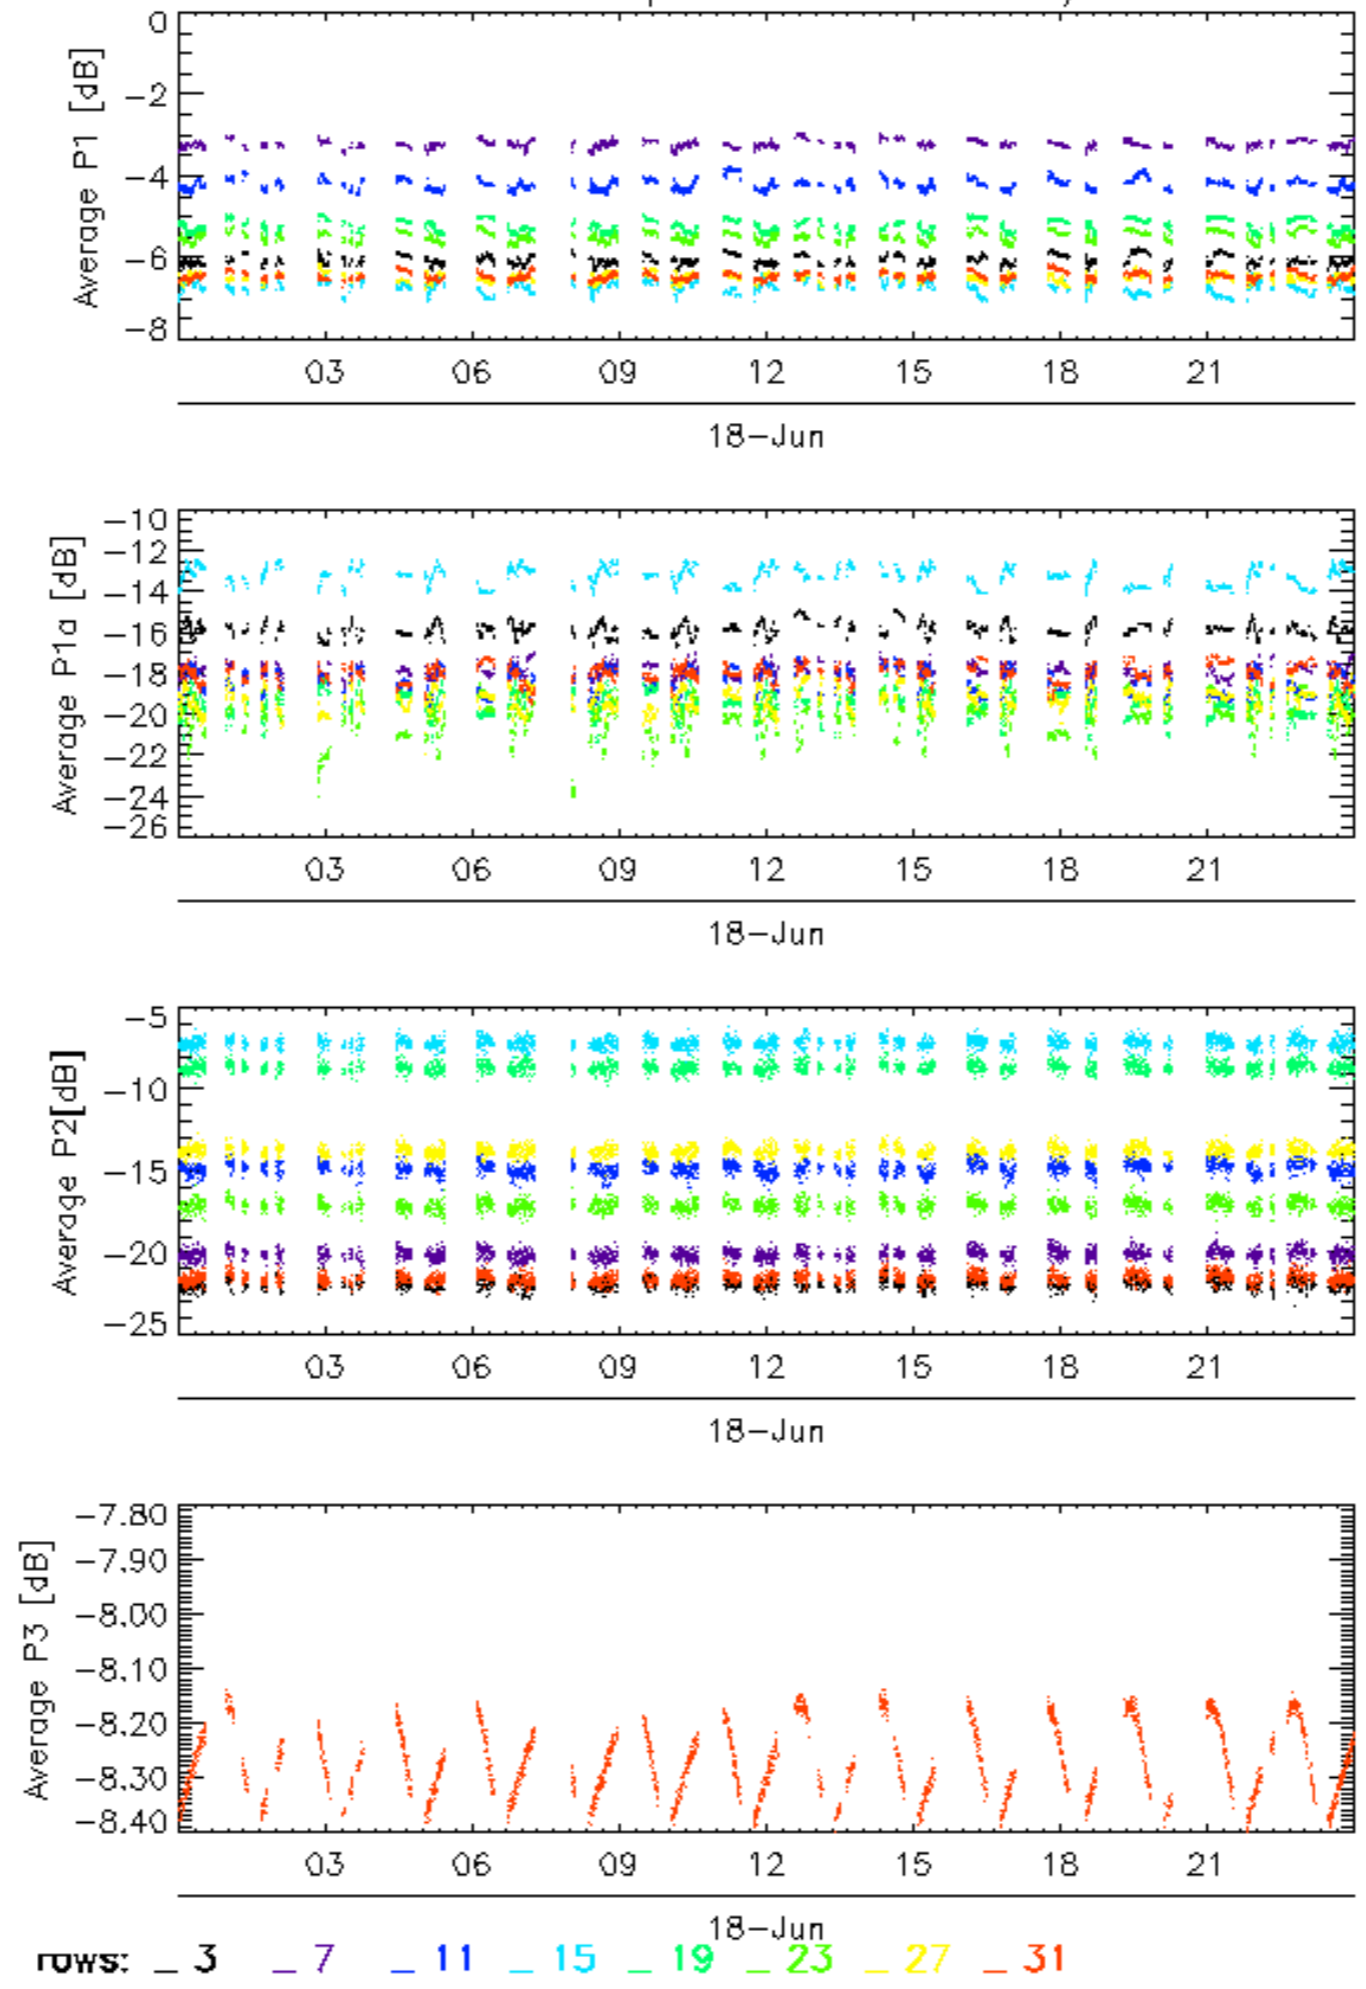 0
-2
-4
-6
-8
Average P1 [dB]
03 06 09 12 15 18 21
18-Jun
-10
-12
-14
-16
-18
-20
-22
-24
-26
Average P1a [dB]
03 06 09 12 15 18 21
18-Jun
-5
-10
-15
-20
-25
Average P2[dB]
03 06 09 12 15 18 21
18-Jun
-7.80
-7.90
-8.00
-8.10
-8.20
-8.30
-8.40
Average P3 [dB]
03 06 09 12 15 18 21
18-Jun
rows: _ 3 _ 7 _ 11 _ 15 _ 19 _ 23 _ 27 _ 31